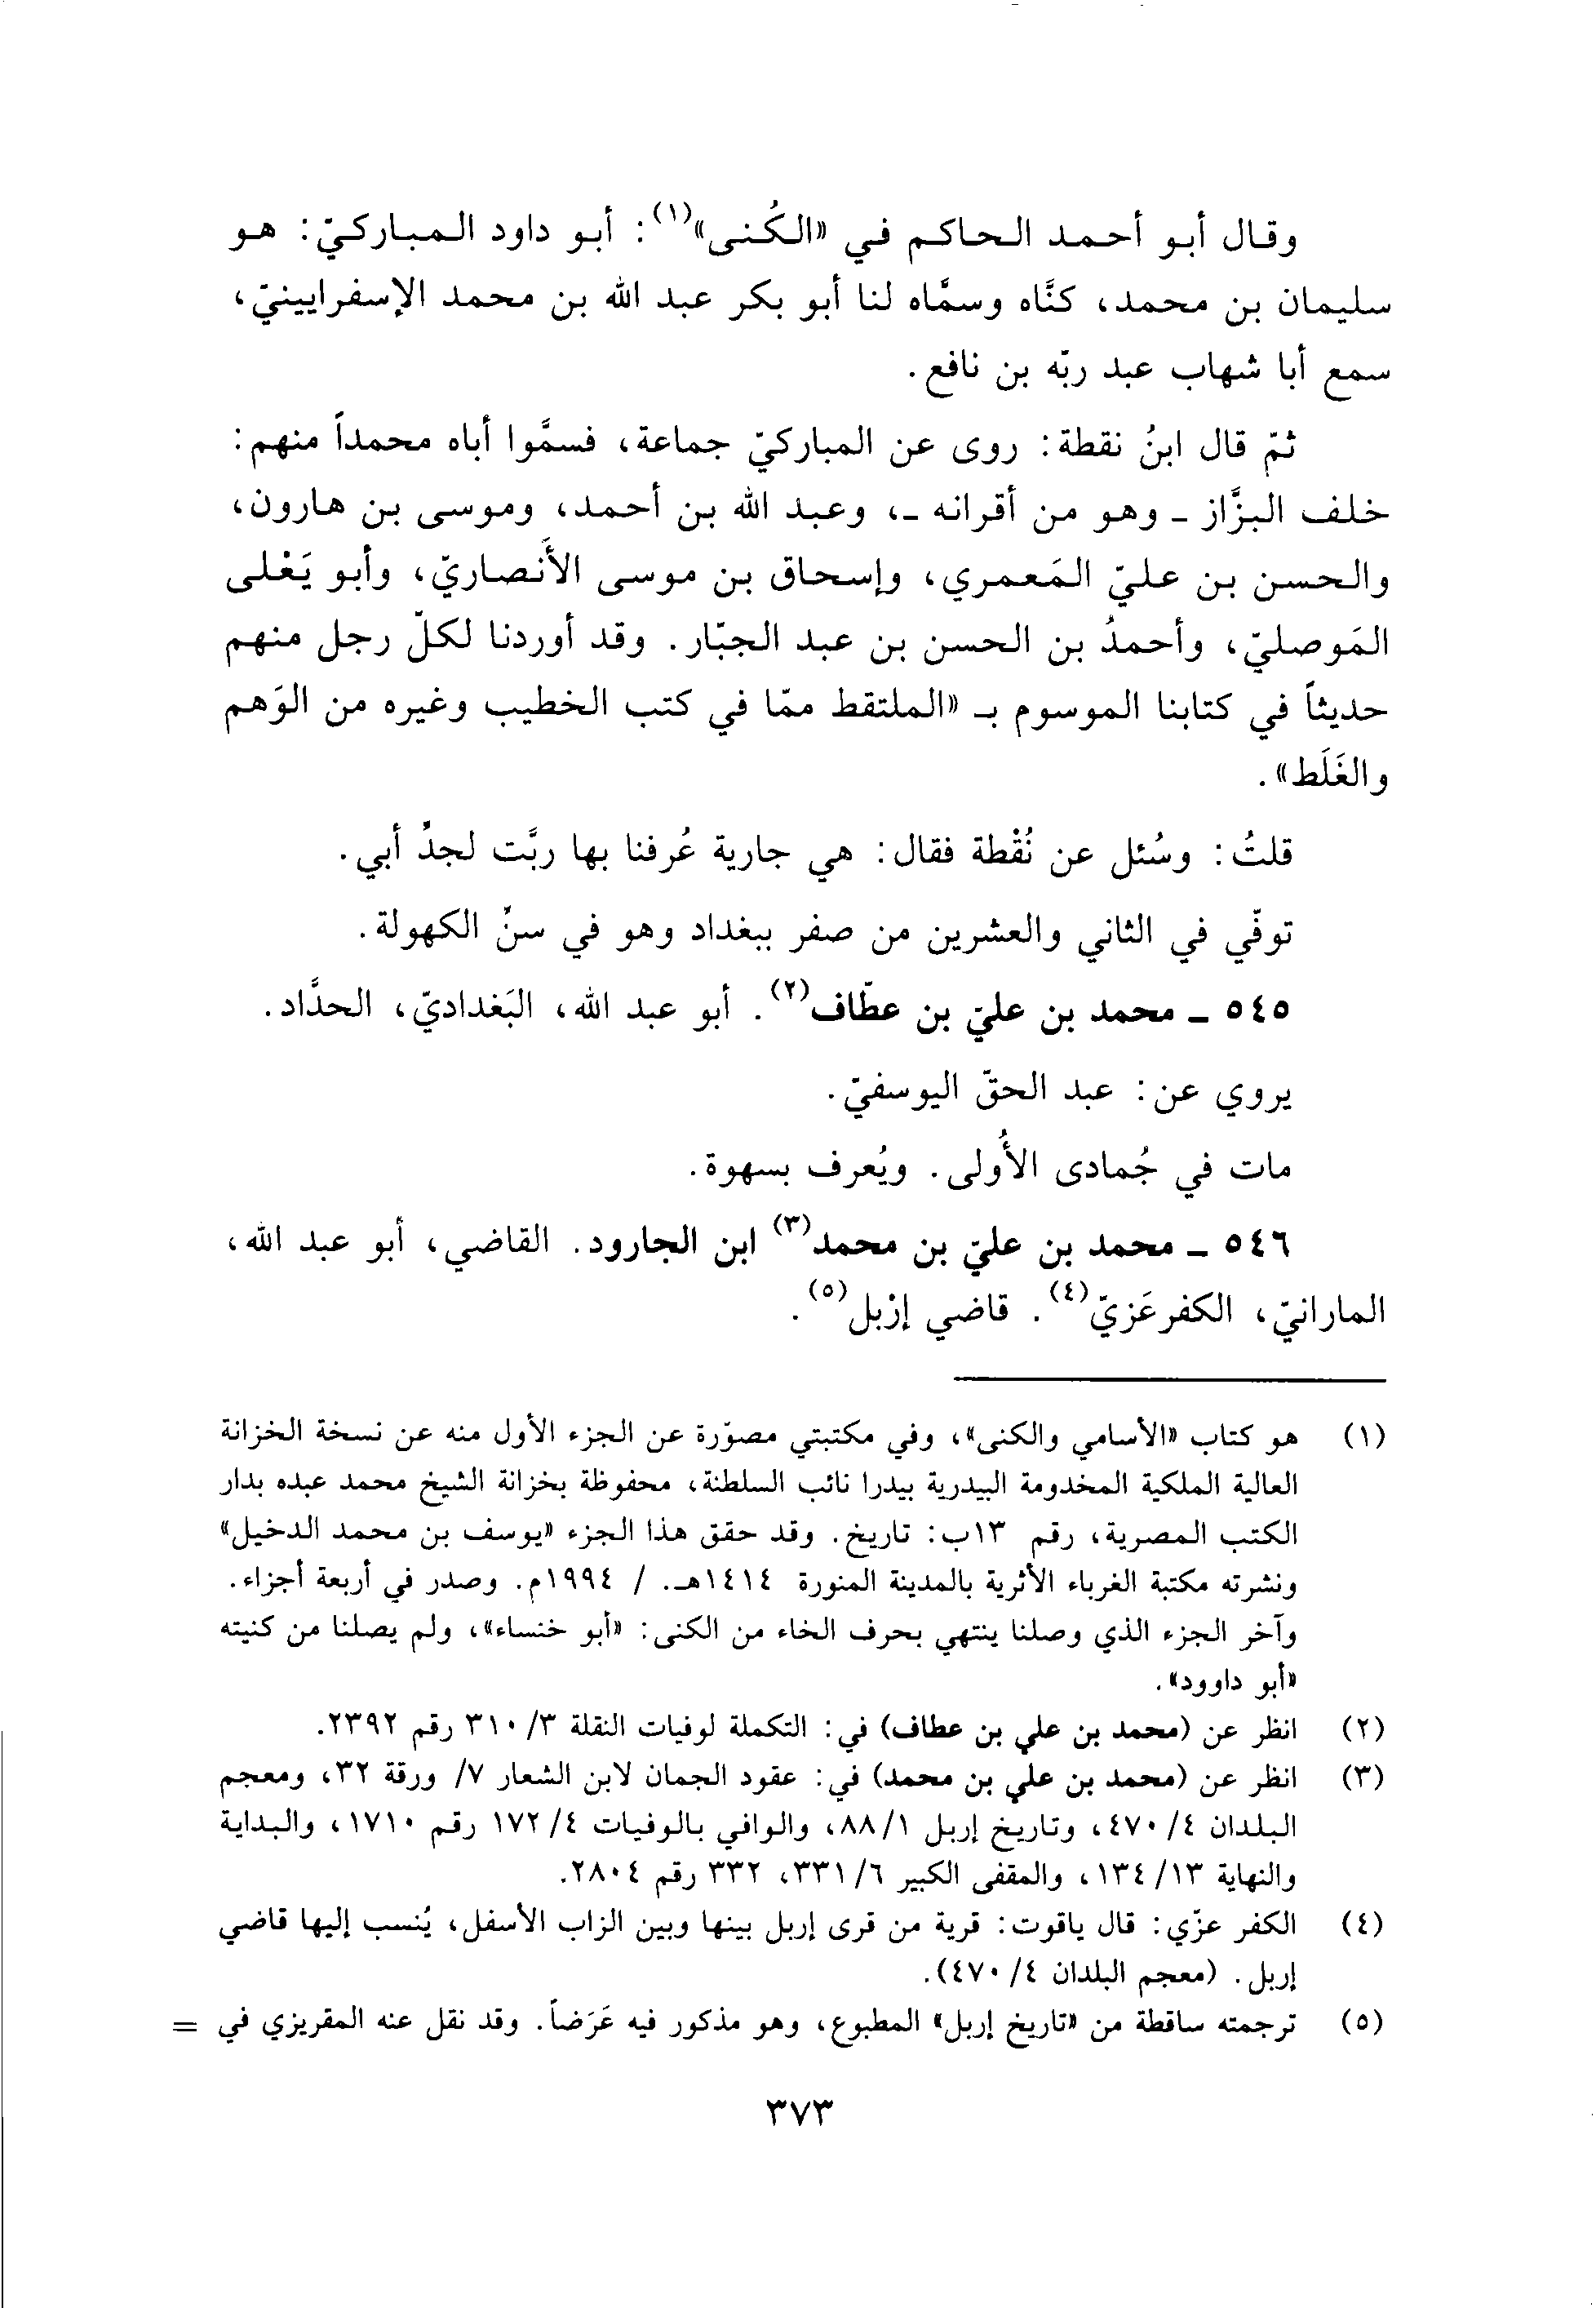 وقال أبو أحمد الحاكم في «الكُنى»(١): أبو داود المباركيّ: هو
سليمان بن محمد، كنَّاه وسمَّاه لنا أبو بكر عبد الله بن محمد الإسفرايينيّ،
سمع أبا شهاب عبد ربّه بن نافع.
ثمّ قال ابنُ نقطة: روى عن المباركيّ جماعة، فسمَّوا أباه محمداً منهم:
خلف البزَّاز ـ وهو من أقرانه ـ، وعبد الله بن أحمد، وموسى بن هارون،
والحسن بن عليّ المَعمري، وإسحاق بن موسى الأَنصاريّ، وأبو يَعْلى
المَوصليّ، وأحمدُ بن الحسن بن عبد الجبّار. وقد أوردنا لكلّ رجل منهم
حديثاً في كتابنا الموسوم بـ «الملتقط ممّا في كتب الخطيب وغيره من الوَهم
والغَلَط».
قلتُ: وسُئل عن نُقْطة فقال: هي جارية عُرفنا بها ربَّت لجدِّ أبي.
توفّي في الثاني والعشرين من صفر ببغداد وهو في سنِّ الكهولة.
٥٤٥ ـ محمد بن عليّ بن عطّاف(٢). أبو عبد الله، البَغداديّ، الحدَّاد.
يروي عن: عبد الحقّ اليوسفيّ.
مات في جُمادى الأُولى. ويُعرف بسهوة.
٥٤٦ ـ محمد بن عليّ بن محمد(٣) ابن الجارود. القاضي، أبو عبد الله،
المارانيّ، الكفرعَزيّ(٤). قاضي إرْبل(٥).
(١) هو كتاب «الأسامي والكنى»، وفي مكتبتي مصوّرة عن الجزء الأول منه عن نسخة الخزانة
العالية الملكية المخدومة البيدرية بيدرا نائب السلطنة، محفوظة بخزانة الشيخ محمد عبده بدار
الكتب المصرية، رقم ١٣ب: تاريخ. وقد حقق هذا الجزء «يوسف بن محمد الدخيل»
ونشرته مكتبة الغرباء الأثرية بالمدينة المنورة ١٤١٤هـ. / ١٩٩٤م. وصدر في أربعة أجزاء.
وآخر الجزء الذي وصلنا ينتهي بحرف الخاء من الكنى: «أبو خنساء»، ولم يصلنا من كنيته
«أبو داوود».
(٢) انظر عن (محمد بن علي بن عطاف) في: التكملة لوفيات النقلة ٣/ ٣١٠ رقم ٢٣٩٢.
(٣) انظر عن (محمد بن علي بن محمد) في: عقود الجمان لابن الشعار ٧/ ورقة ٣٢، ومعجم
البلدان ٤/ ٤٧٠، وتاريخ إربل ١/ ٨٨، والوافي بالوفيات ٤/ ١٧٢ رقم ١٧١٠، والبداية
والنهاية ١٣/ ١٣٤، والمقفى الكبير ٦/ ٣٣١، ٣٣٢ رقم ٢٨٠٤.
(٤) الكفر عزّي: قال ياقوت: قرية من قرى إربل بينها وبين الزاب الأسفل، يُنسب إليها قاضي
إربل. (معجم البلدان ٤/ ٤٧٠).
(٥) ترجمته ساقطة من «تاريخ إربل» المطبوع، وهو مذكور فيه عَرَضاً. وقد نقل عنه المقريزي في =
٣٧٣